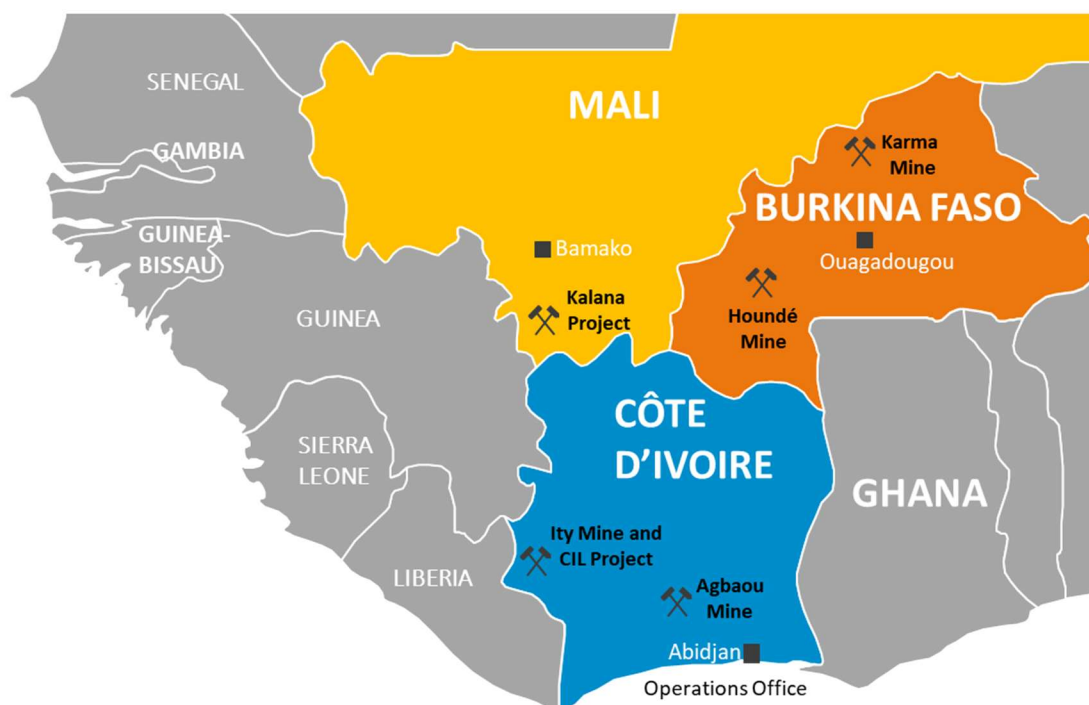 SENEGAL
GAMBIA
GUINEA-
BISSAU
GUINEA
SIERRA
LEONE
LIBERIA
MALI
Bamako
Kalana
Project
Karma
Mine
BURKINA FASO
Ouagadougou
Houndé
Mine
CÔTE
D’IVOIRE
GHANA
Ity Mine and
CIL Project
Agbaou
Mine
Abidjan
Operations Office